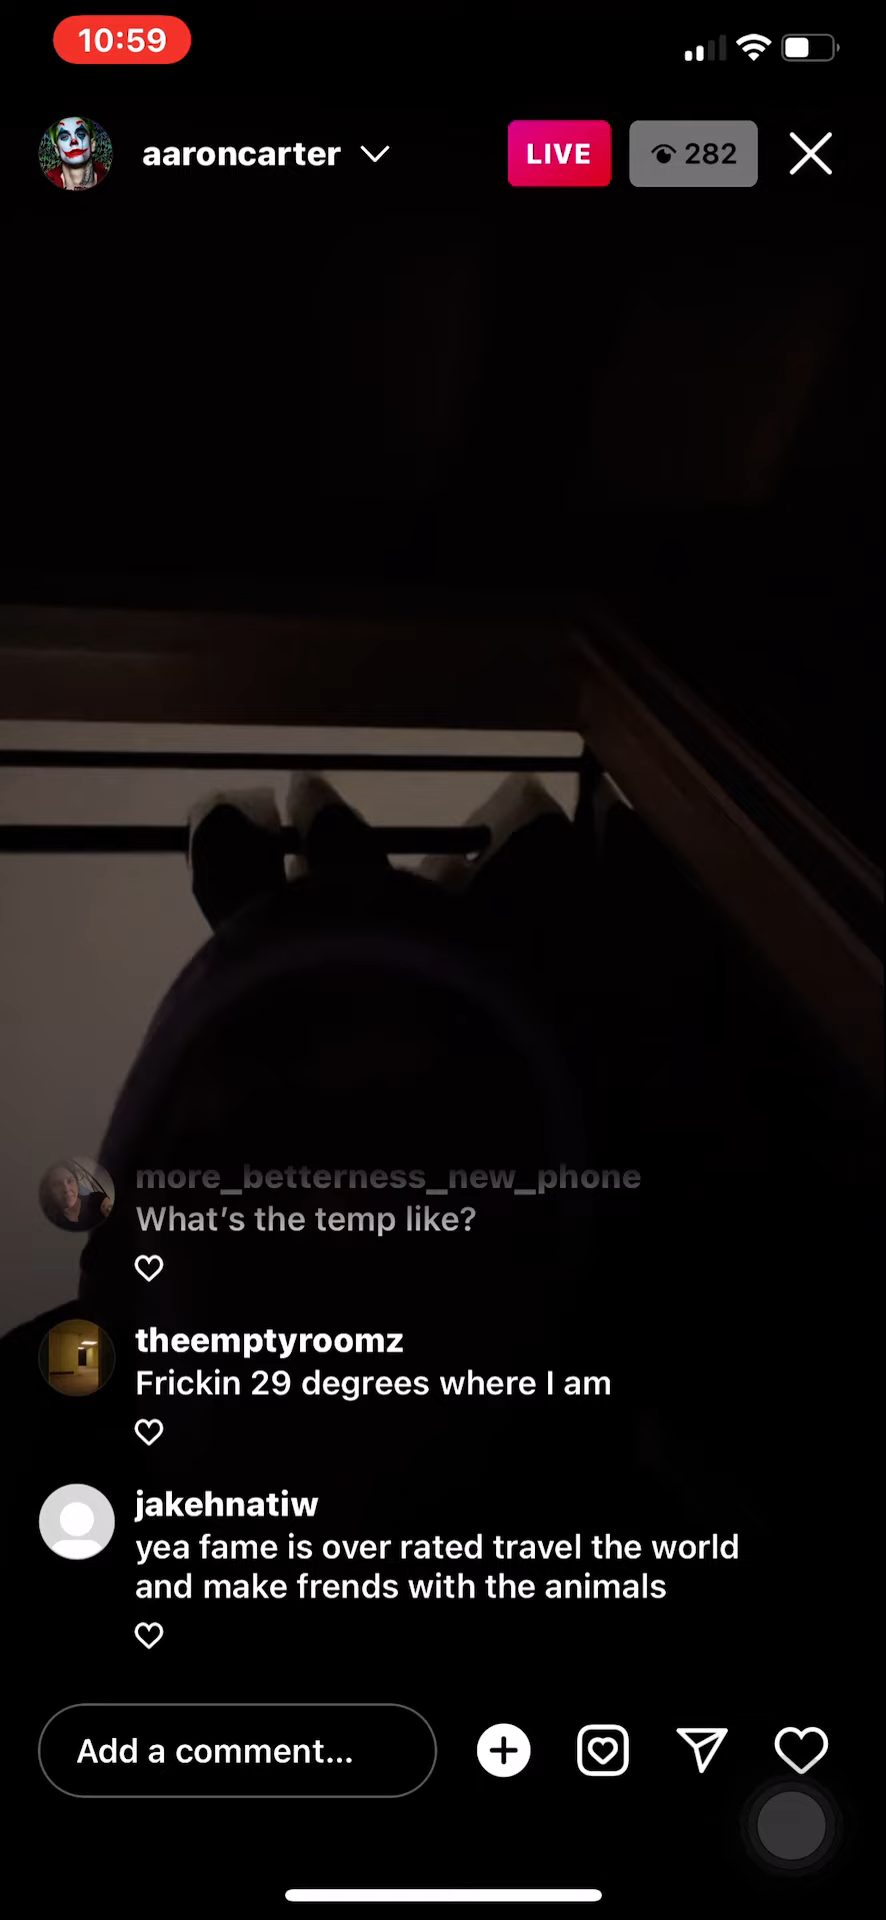 10:59
aaroncarter
LIVE
282
more_betterness_new_phone
What's the temp like?
theemptyroomz
Frickin 29 degrees where I am
jakehnatiw
yea fame is over rated travel the world
and make frends with the animals
Add a comment...